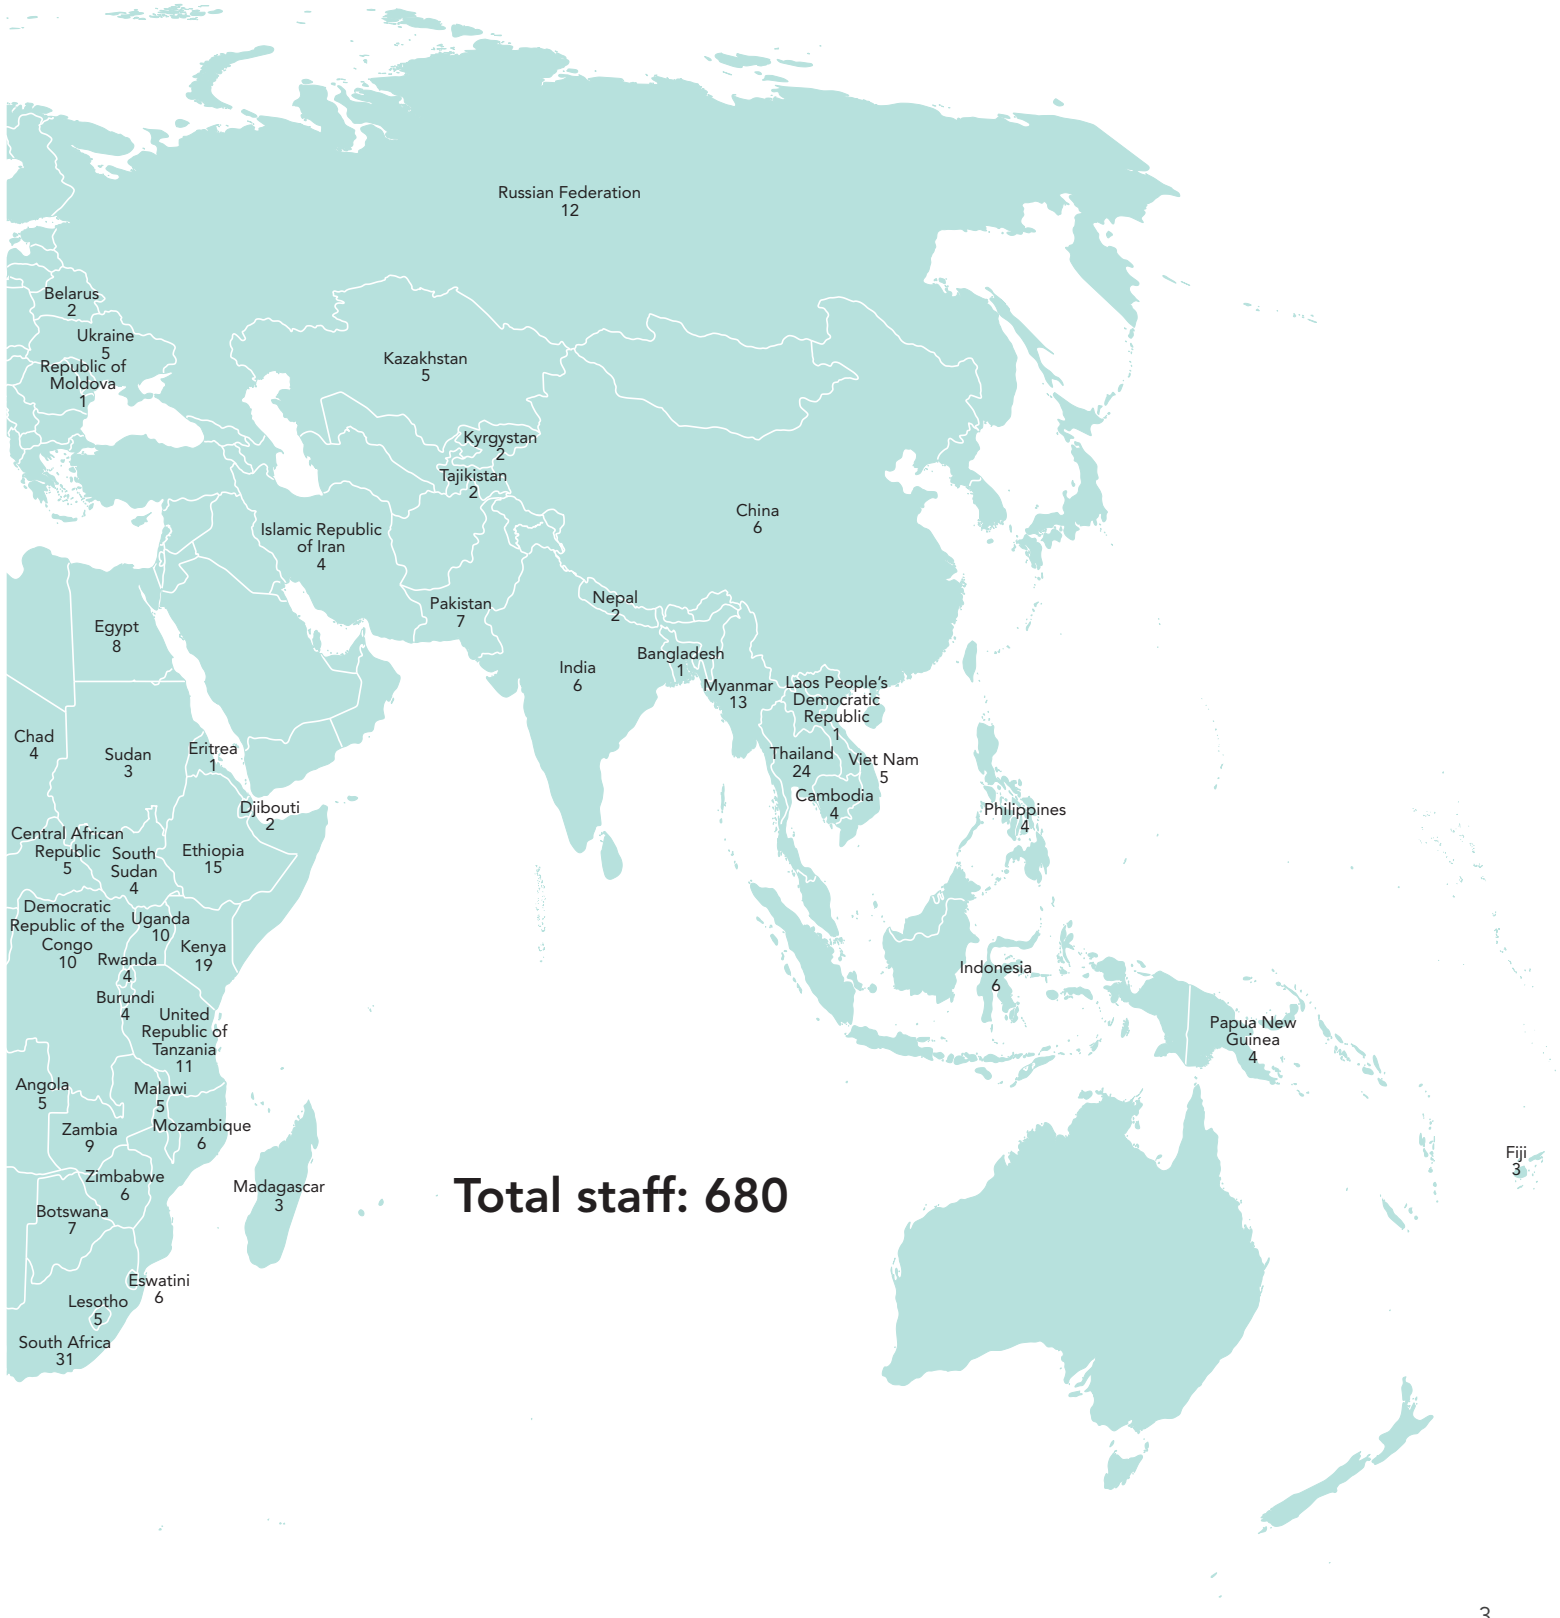 Russian Federation
12
Belarus
2
Ukraine
5
Republic of
Moldova
1
Kazakhstan
5
Kyrgystan
2
Tajikistan
2
China
6
Islamic Republic
of Iran
4
Pakistan
7
Nepal
2
Egypt
8
India
6
Bangladesh
1
Myanmar
13
Laos People's
Democratic
Republic
1
Chad
4
Sudan
3
Eritrea
1
Thailand
24
Viet Nam
5
Cambodia
4
Djibouti
2
Philippines
4
Central African
Republic
5
South
Sudan
4
Ethiopia
15
Democratic
Republic of the
Congo
10
Uganda
10
Kenya
19
Rwanda
4
Indonesia
6
Burundi
4
United
Republic of
Tanzania
11
Papua New
Guinea
4
Angola
5
Malawi
5
Zambia
9
Mozambique
6
Fiji
3
Zimbabwe
6
Madagascar
3
Total staff: 680
Botswana
7
Eswatini
6
Lesotho
5
South Africa
31
3